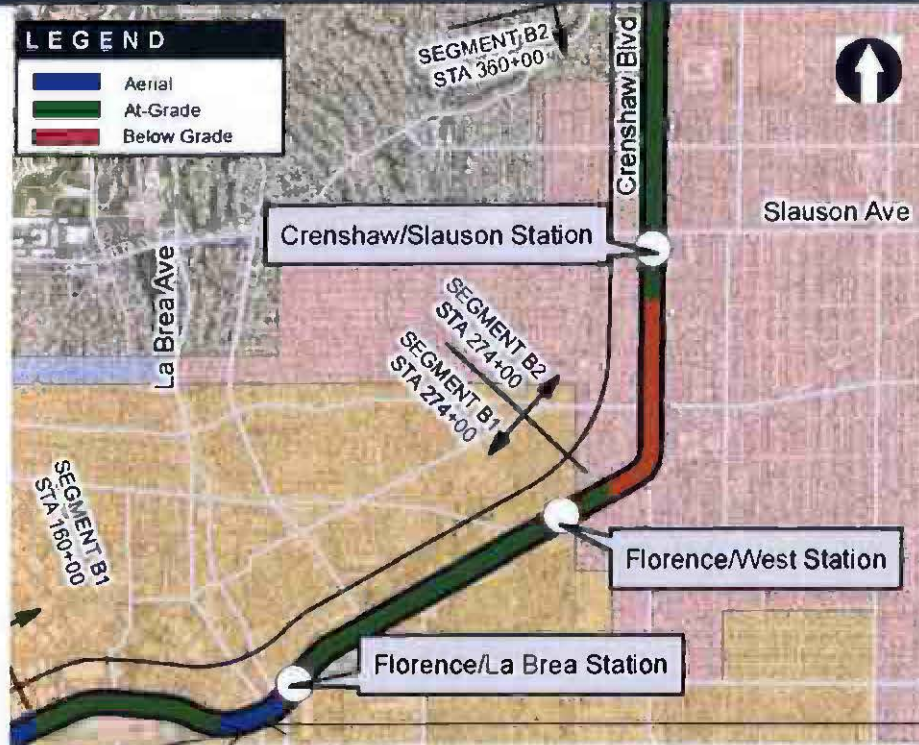 LEGEND
Aerial
At-Grade
Below Grade
SEGMENT B2
STA 360+00
Crenshaw Blvd
Slauson Ave
Crenshaw/Slauson Station
La Brea Ave
SEGMENT B2
STA 274+00
SEGMENT B1
STA 274+00
SEGMENT B1
STA 160+00
Florence/West Station
Florence/La Brea Station